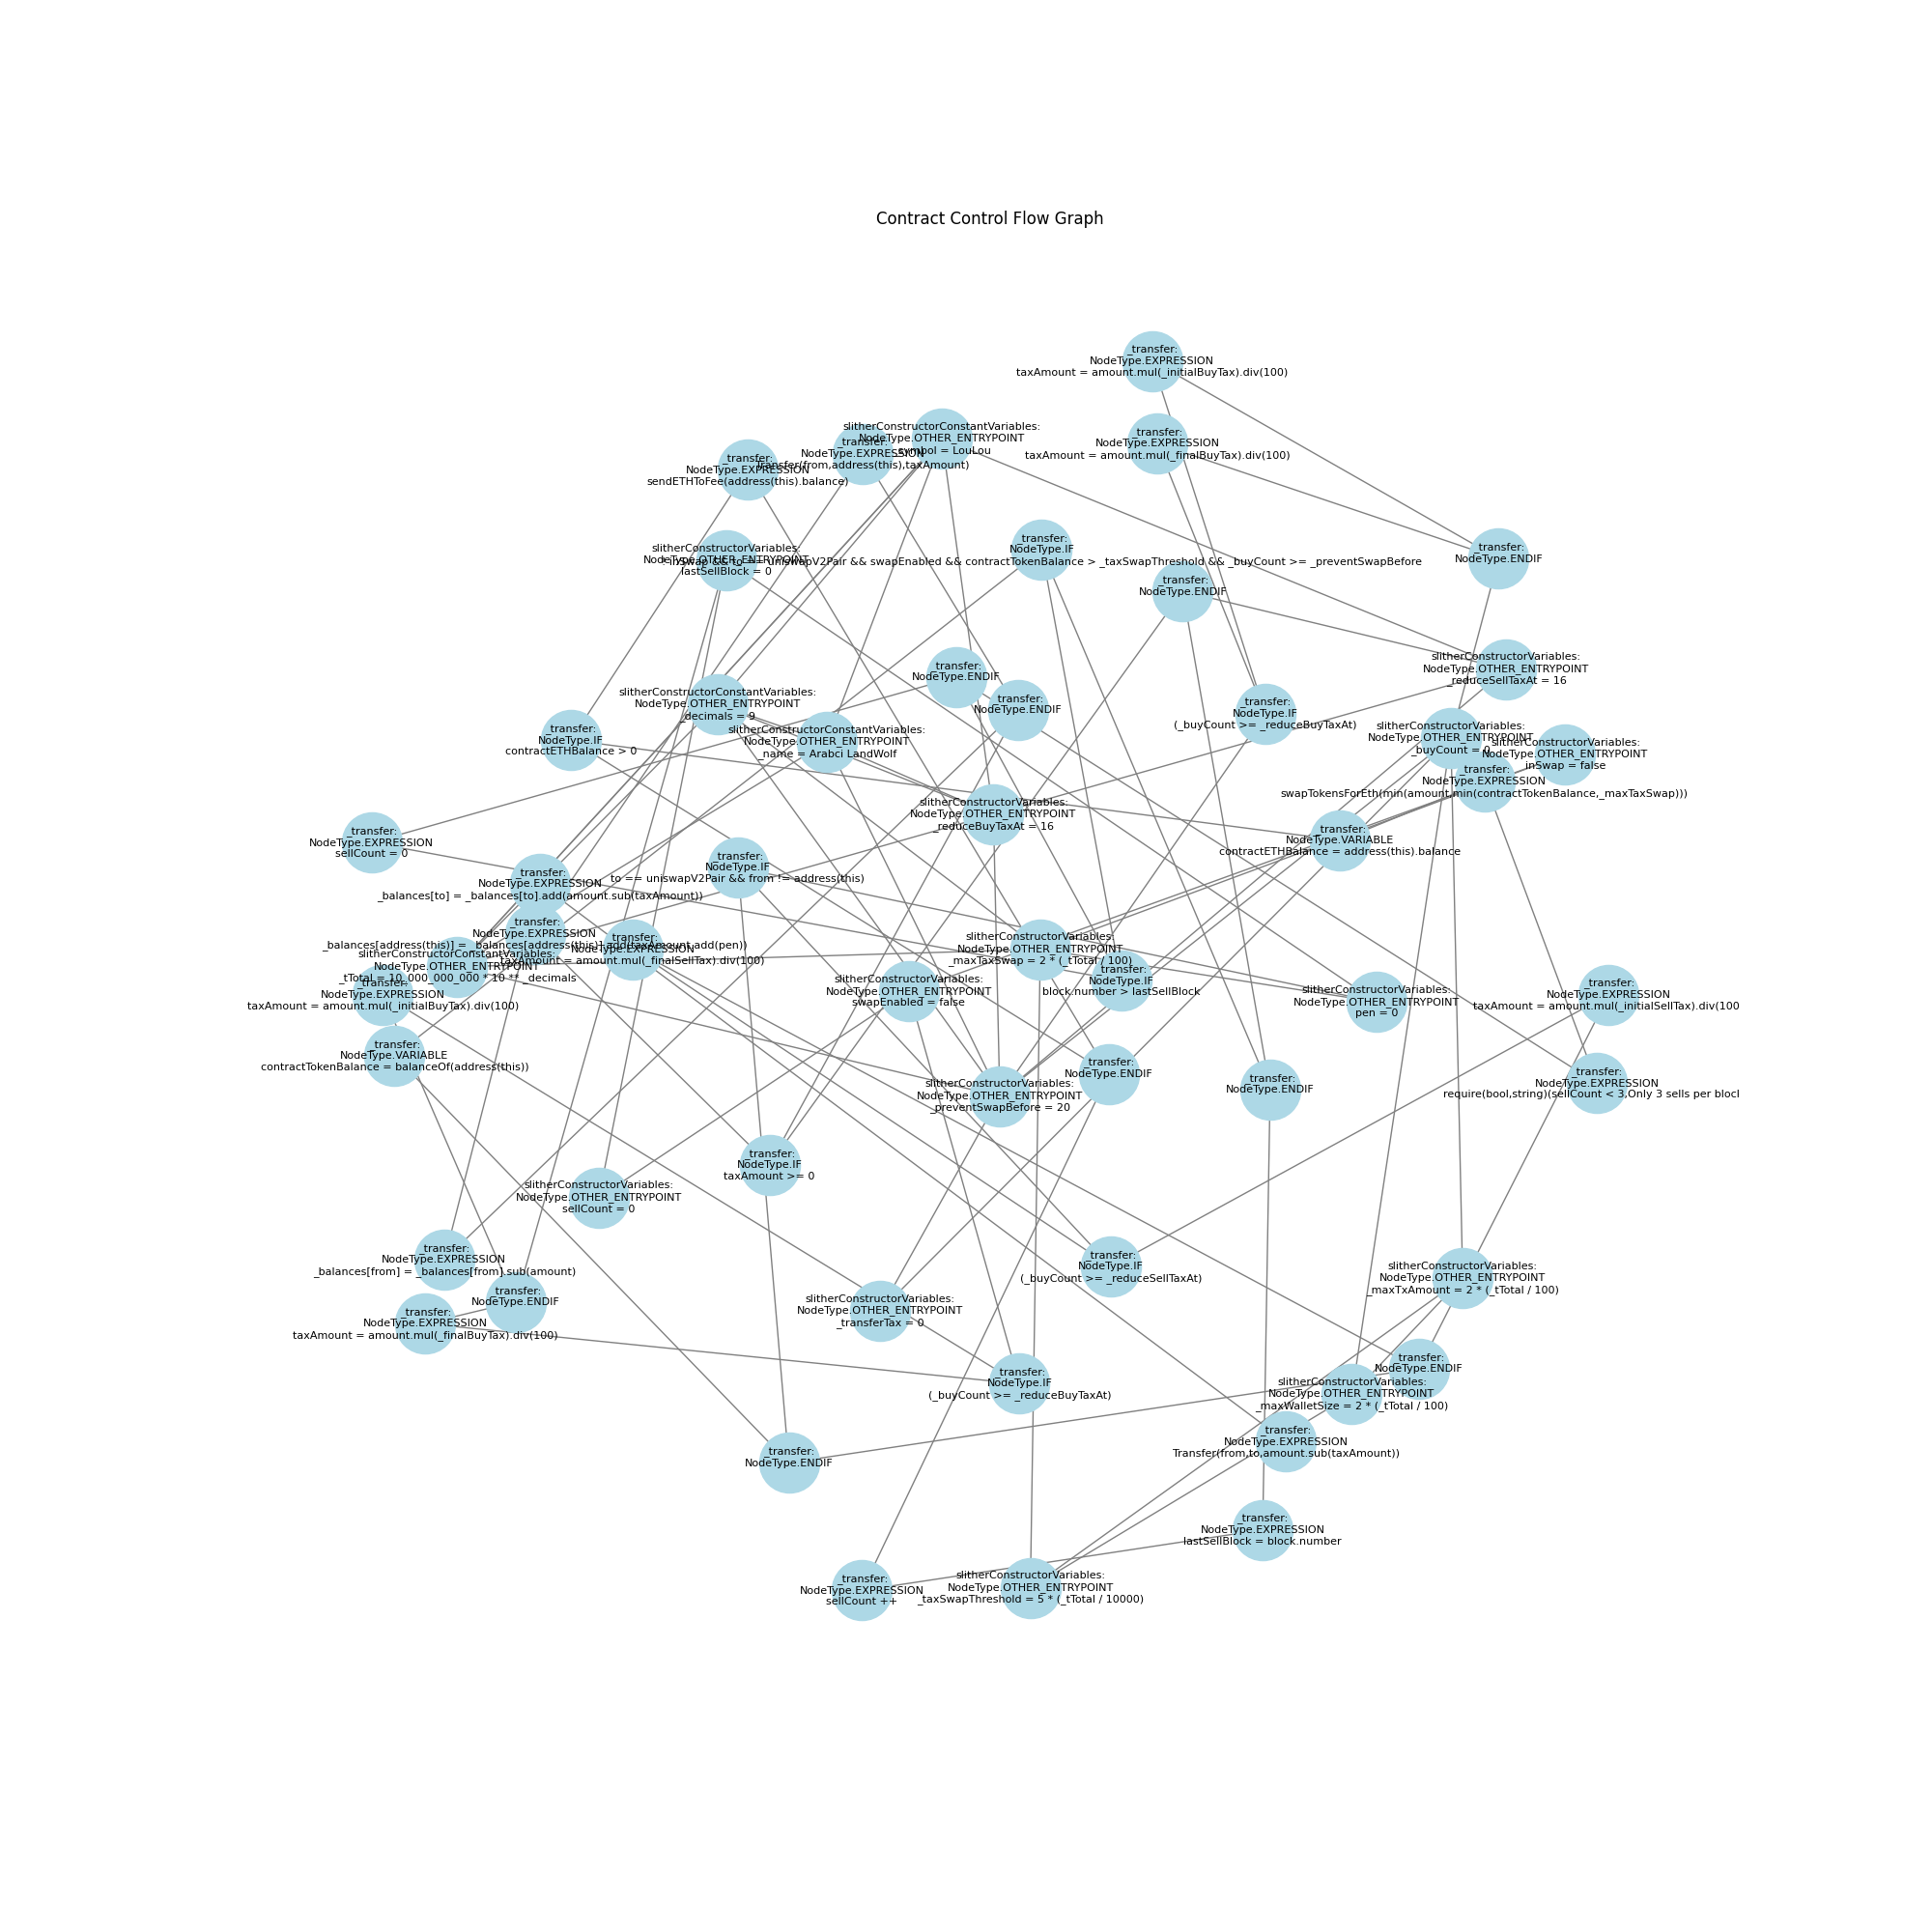 Contract Control Flow Graph
_transfer:
NodeType.EXPRESSION
taxAmount = amount.mul(_initialBuyTax).div(100)
_transfer:
NodeType.EXPRESSION
taxAmount = amount.mul(_finalBuyTax).div(100)
slitherConstructorConstantVariables:
NodeType.OTHER_ENTRYPOINT
_symbol = LouLou
_transfer:
NodeType.EXPRESSION
Transfer(from,address(this),taxAmount)
_transfer:
NodeType.EXPRESSION
sendETHToFee(address(this).balance)
slitherConstructorVariables:
NodeType.OTHER_ENTRYPOINT
lastSellBlock = 0
_transfer:
NodeType.IF
inSwap && to == uniswapV2Pair && swapEnabled && contractTokenBalance > _taxSwapThreshold && _buyCount >= _preventSwapBefore
_transfer:
NodeType.ENDIF
_transfer:
NodeType.ENDIF
slitherConstructorVariables:
NodeType.OTHER_ENTRYPOINT
_reduceSellTaxAt = 16
_transfer:
NodeType.ENDIF
_transfer:
NodeType.ENDIF
slitherConstructorConstantVariables:
NodeType.OTHER_ENTRYPOINT
_decimals = 9
_transfer:
NodeType.IF
(_buyCount >= _reduceBuyTaxAt)
slitherConstructorVariables:
NodeType.OTHER_ENTRYPOINT
_buyCount = 0
slitherConstructorConstantVariables:
NodeType.OTHER_ENTRYPOINT
_name = Arabci LandWolf
_transfer:
NodeType.IF
contractETHBalance > 0
slitherConstructorVariables:
NodeType.OTHER_ENTRYPOINT
inSwap = false
_transfer:
NodeType.EXPRESSION
swapTokensForEth(min(amount,min(contractTokenBalance,_maxTaxSwap)))
slitherConstructorVariables:
NodeType.OTHER_ENTRYPOINT
_reduceBuyTaxAt = 16
_transfer:
NodeType.EXPRESSION
sellCount = 0
_transfer:
NodeType.VARIABLE
contractETHBalance = address(this).balance
_transfer:
NodeType.IF
to == uniswapV2Pair && from != address(this)
_transfer:
NodeType.EXPRESSION
_balances[to] = _balances[to].add(amount.sub(taxAmount))
_transfer:
NodeType.EXPRESSION
_balances[address(this)] = _balances[address(this)].add(taxAmount.add(pen))
_transfer:
NodeType.EXPRESSION
taxAmount = amount.mul(_finalSellTax).div(100)
slitherConstructorVariables:
NodeType.OTHER_ENTRYPOINT
_maxTaxSwap = 2 * (_tTotal / 100)
slitherConstructorConstantVariables:
NodeType.OTHER_ENTRYPOINT
_tTotal = 10_000_000_000 * 10 ** _decimals
_transfer:
NodeType.IF
block.number > lastSellBlock
slitherConstructorVariables:
NodeType.OTHER_ENTRYPOINT
swapEnabled = false
_transfer:
NodeType.EXPRESSION
taxAmount = amount.mul(_initialBuyTax).div(100)
slitherConstructorVariables:
NodeType.OTHER_ENTRYPOINT
pen = 0
_transfer:
NodeType.EXPRESSION
taxAmount = amount.mul(_initialSellTax).div(100
_transfer:
NodeType.VARIABLE
contractTokenBalance = balanceOf(address(this))
_transfer:
NodeType.ENDIF
_transfer:
NodeType.ENDIF
_transfer:
NodeType.EXPRESSION
require(bool,string)(sellCount < 3,Only 3 sells per blocl
slitherConstructorVariables:
NodeType.OTHER_ENTRYPOINT
_preventSwapBefore = 20
_transfer:
NodeType.IF
taxAmount >= 0
slitherConstructorVariables:
NodeType.OTHER_ENTRYPOINT
sellCount = 0
_transfer:
NodeType.EXPRESSION
_balances[from] = _balances[from].sub(amount)
_transfer:
NodeType.IF
(_buyCount >= _reduceSellTaxAt)
slitherConstructorVariables:
NodeType.OTHER_ENTRYPOINT
_maxTxAmount = 2 * (_tTotal / 100)
_transfer:
NodeType.ENDIF
slitherConstructorVariables:
NodeType.OTHER_ENTRYPOINT
_transferTax = 0
_transfer:
NodeType.EXPRESSION
taxAmount = amount.mul(_finalBuyTax).div(100)
_transfer:
NodeType.ENDIF
_transfer:
NodeType.IF
(_buyCount >= _reduceBuyTaxAt)
slitherConstructorVariables:
NodeType.OTHER_ENTRYPOINT
_maxWalletSize = 2 * (_tTotal / 100)
_transfer:
NodeType.EXPRESSION
Transfer(from,to,amount.sub(taxAmount))
_transfer:
NodeType.ENDIF
_transfer:
NodeType.EXPRESSION
lastSellBlock = block.number
_transfer:
NodeType.EXPRESSION
sellCount ++
slitherConstructorVariables:
NodeType.OTHER_ENTRYPOINT
_taxSwapThreshold = 5 * (_tTotal / 10000)